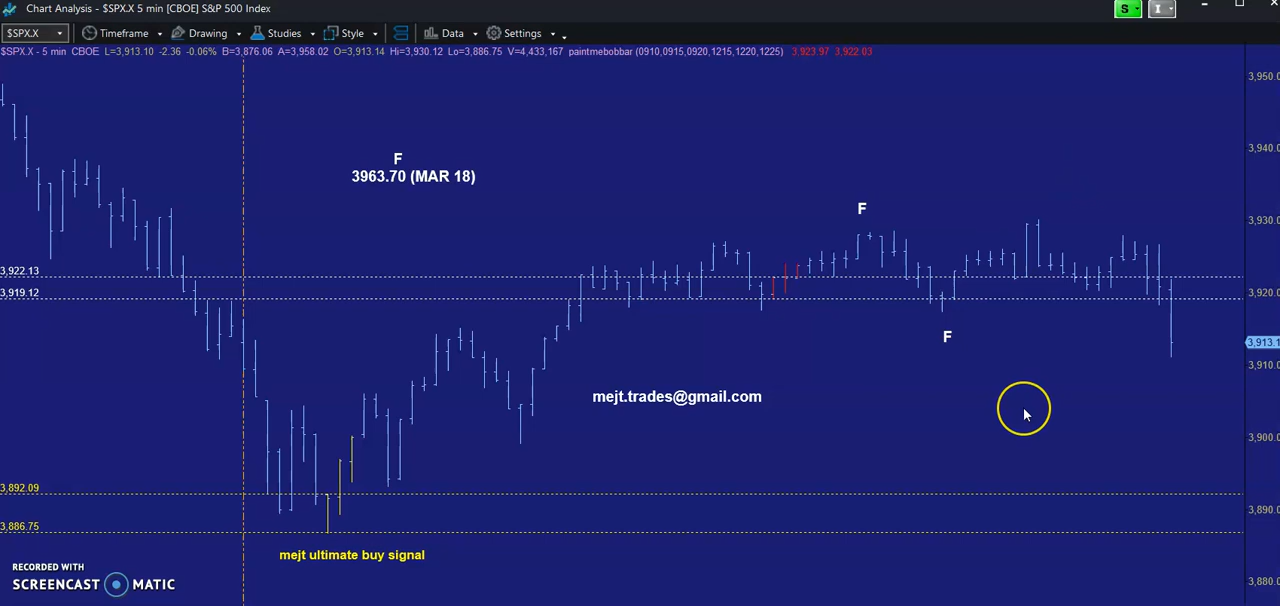 Chart Analysis - $SPX.X 5 min [CBOE] S&P 500 Index
S
I
$SPX.X
Timeframe
Drawing
Studies
Style
Data
Settings
$SPX.X - 5 min CBOE L=3,913.10 -2.36 -0.06% B=3,876.06 A=3,958.02 O=3,913.14 Hi=3,930.12 Lo=3,886.75 V=4,433,167 paintmebobbar (0910,0915,0920,1215,1220,1225) 3,923.97 3,922.03
3,950.0
3,940.0
F
3963.70 (MAR 18)
F
3,930.0
3,922.13
3,919.12
3,920.0
F
3,913.1
3,910.0
mejt.trades@gmail.com
3,900.0
3,892.09
3,890.0
3,886.75
mejt ultimate buy signal
RECORDED WITH
SCREENCAST MATIC
3,880.0